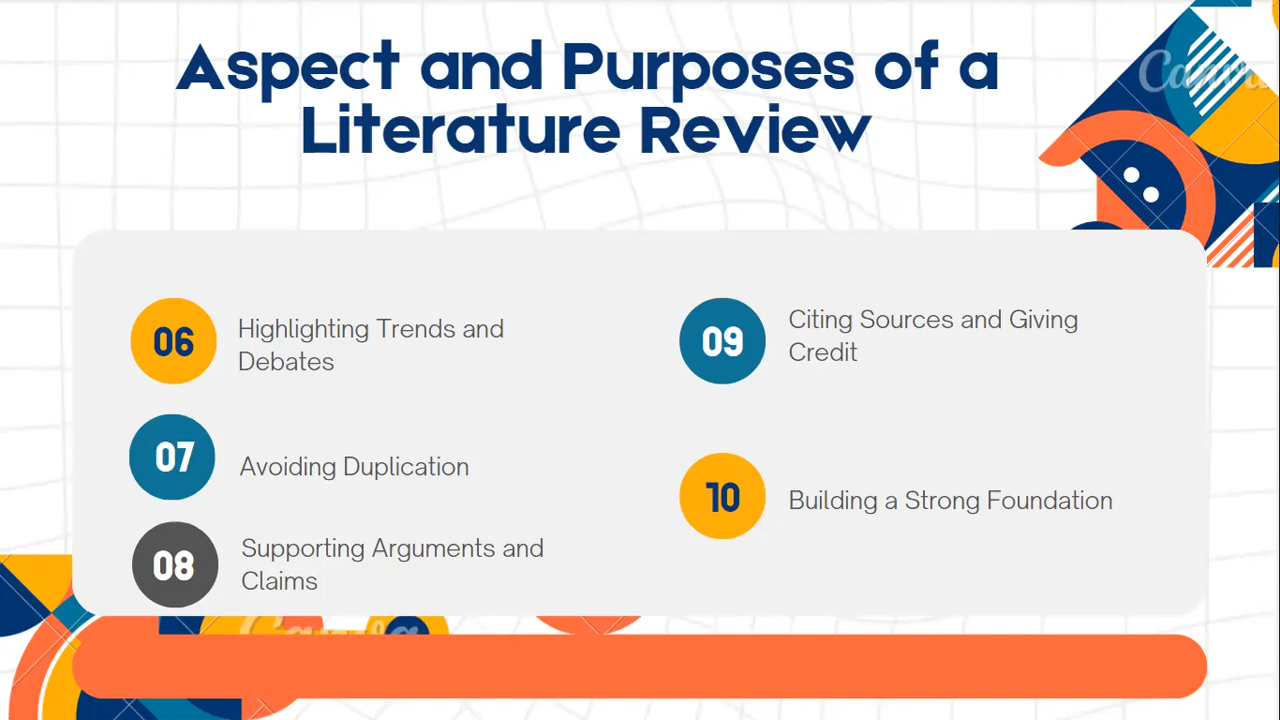 Aspect and Purposes of a
Literature Review
06
Highlighting Trends and
Debates
07
Avoiding Duplication
08
Supporting Arguments and
Claims
09
Citing Sources and Giving
Credit
10
Building a Strong Foundation